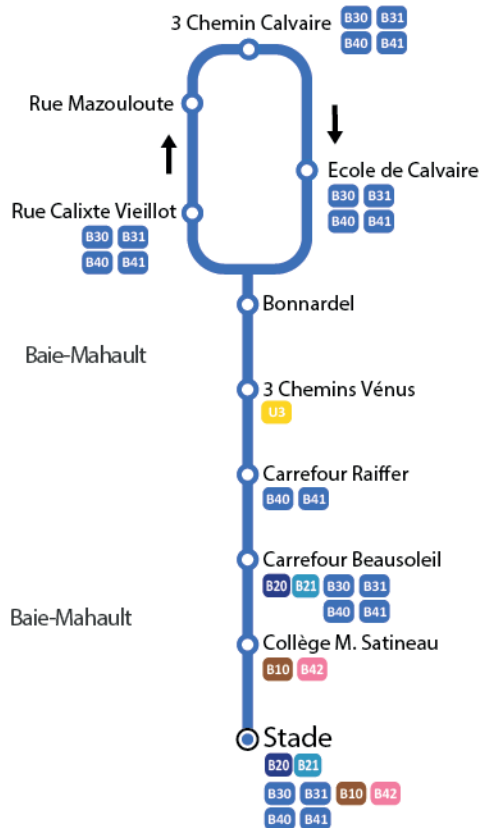 3 Chemin Calvaire
B30 B31
B40 B41
Rue Mazouloute
Ecole de Calvaire
B30 B31
B40 B41
Rue Calixte Vieillot
B30 B31
B40 B41
Bonnardel
Baie-Mahault
3 Chemins Vénus
U3
Carrefour Raiffer
B40 B41
Carrefour Beausoleil
B20 B21 B30 B31
B40 B41
Baie-Mahault
Collège M. Satineau
B10 B42
Stade
B20 B21
B30 B31 B10 B42
B40 B41